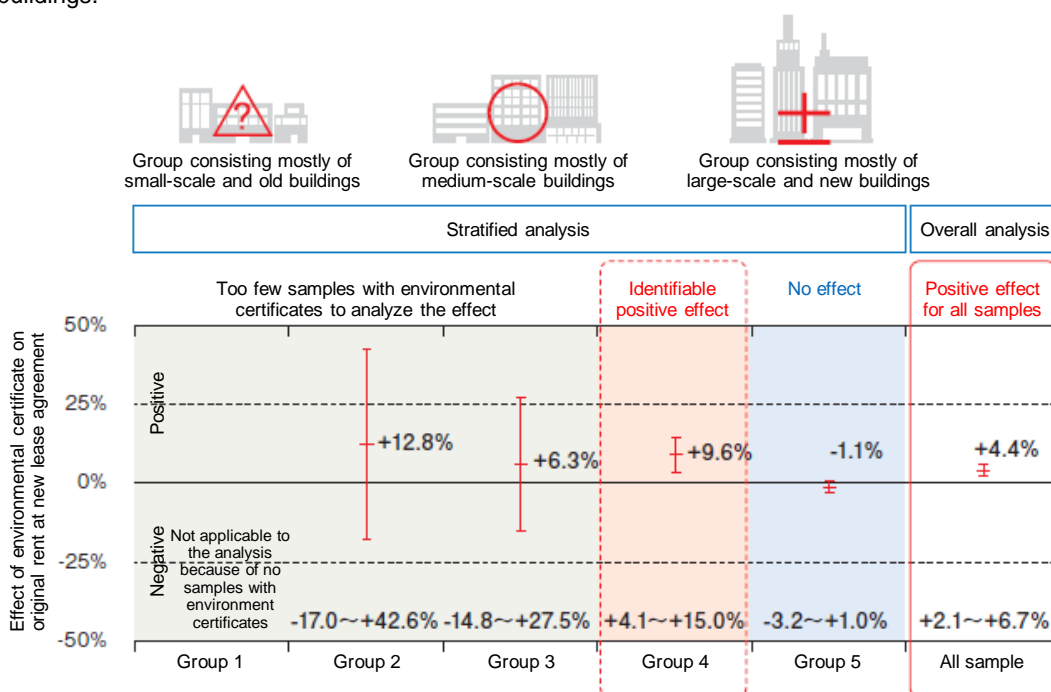 buildings.
?
Group consisting mostly of
small-scale and old buildings
Group consisting mostly of
medium-scale buildings
Group consisting mostly of
large-scale and new buildings
Stratified analysis
Overall analysis
Too few samples with environmental
certificates to analyze the effect
Identifiable
positive effect
No effect
Positive effect
for all samples
Effect of environmental certificate on
original rent at new lease agreement
50%
25%
0%
-25%
-50%
Positive
Negative
+12.8%
+6.3%
+9.6%
-1.1%
+4.4%
Not applicable to
the analysis
because of no
samples with
environment
certificates
-17.0~+42.6%
-14.8~+27.5%
+4.1~+15.0%
-3.2~+1.0%
+2.1~+6.7%
Group 1
Group 2
Group 3
Group 4
Group 5
All sample